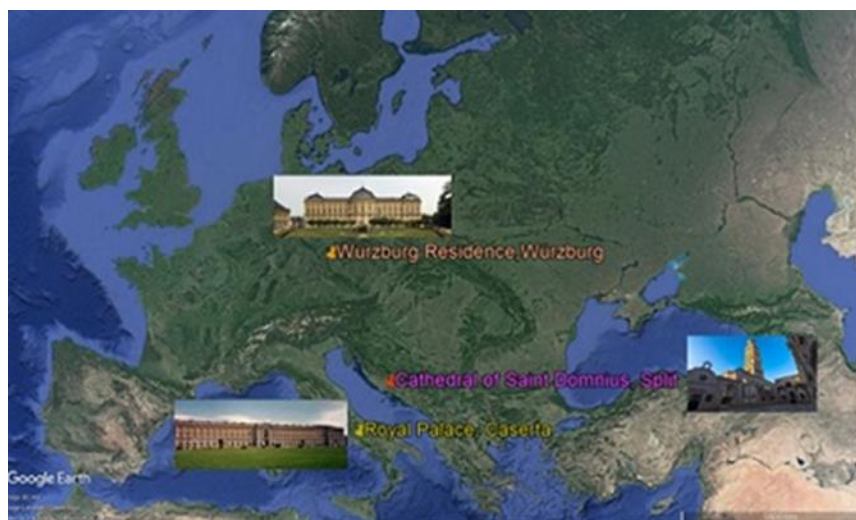 Wurzburg Residence, Wurzburg
Cathedral of Saint Domnius, Split
Royal Palace, Caserta
Google Earth